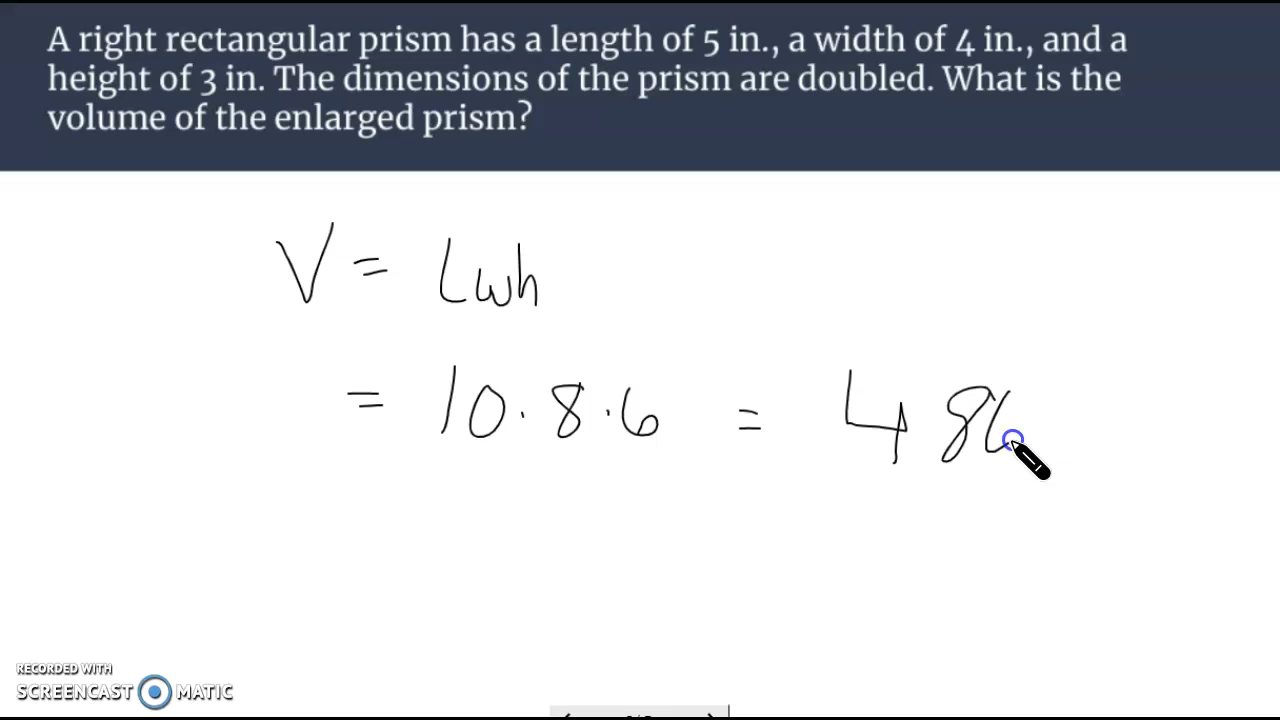 A right rectangular prism has a length of 5 in., a width of 4 in., and a
height of 3 in. The dimensions of the prism are doubled. What is the
volume of the enlarged prism?
V = Lwh
= 10 · 8 · 6 = 48
RECORDED WITH
SCREENCAST MATIC